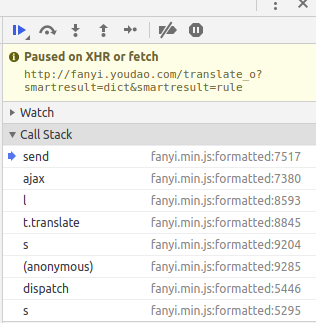 Paused on XHR or fetch
http://fanyi.youdao.com/translate_o?
smartresult=dict&smartresult=rule
Watch
Call Stack
send fanyi.min.js:formatted:7517
ajax fanyi.min.js:formatted:7380
l fanyi.min.js:formatted:8593
t.translate fanyi.min.js:formatted:8845
s fanyi.min.js:formatted:9204
(anonymous) fanyi.min.js:formatted:9285
dispatch fanyi.min.js:formatted:5446
s fanyi.min.js:formatted:5295